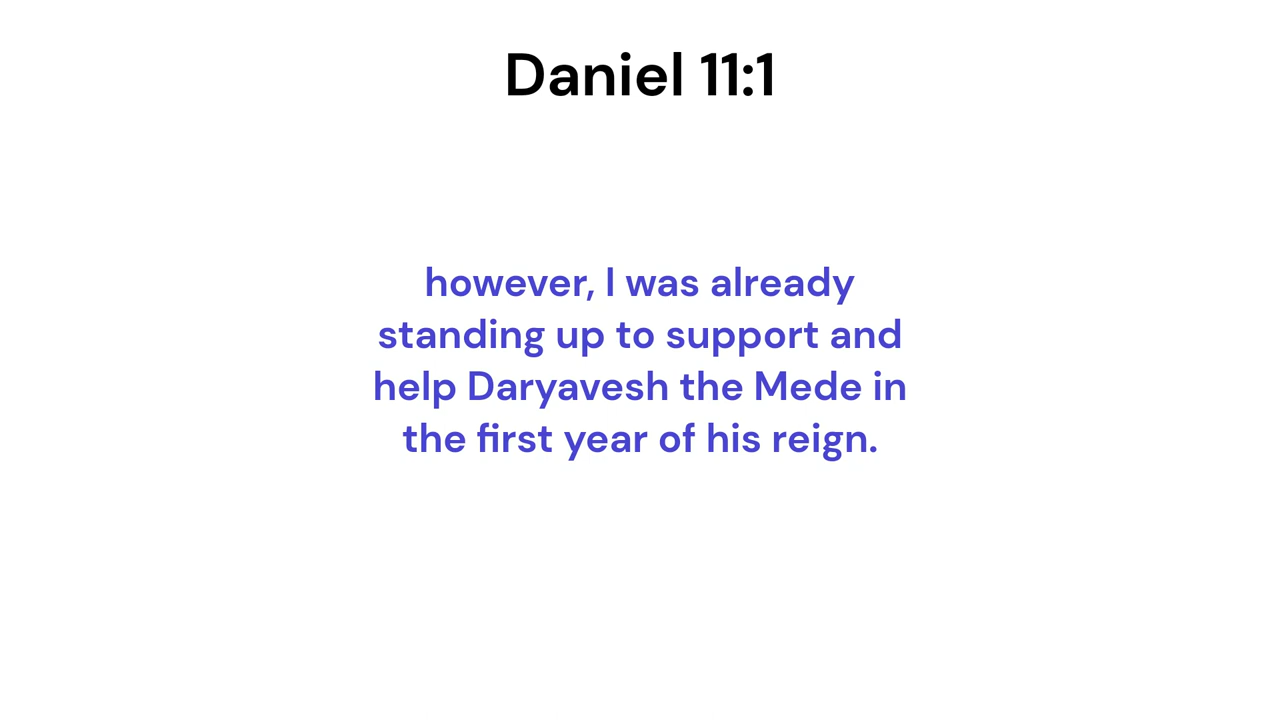 Daniel 11:1
however, I was already
standing up to support and
help Daryavesh the Mede in
the first year of his reign.